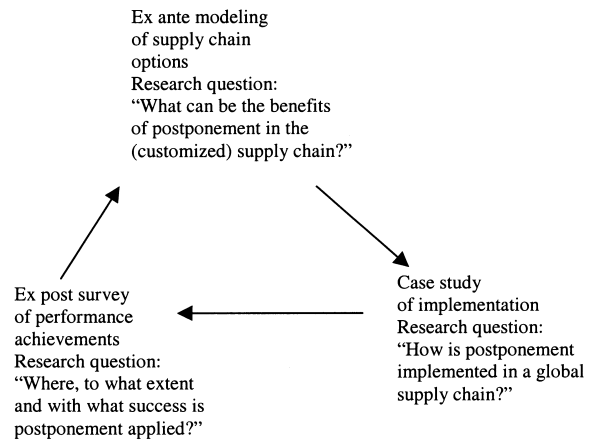 Ex ante modeling
of supply chain
options
Research question:
“What can be the benefits
of postponement in the
(customized) supply chain?”
Case study
of implementation
Research question:
“How is postponement
implemented in a global
supply chain?”
Ex post survey
of performance
achievements
Research question:
“Where, to what extent
and with what success is
postponement applied?”